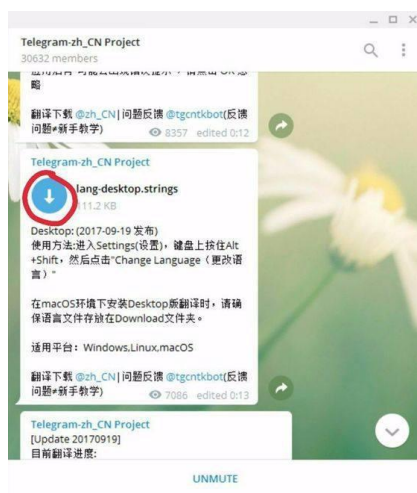 Telegram-zh_CN Project
30632 members
略
翻译下载 @zh_CN|问题反馈 @tgcntkbot(反馈
问题≠新手教学)
8357 edited 0:12
Telegram-zh_CN Project
lang-desktop.strings
111.2 KB
Desktop: (2017-09-19 发布)
使用方法:进入Settings(设置)，键盘上按住Alt
+Shift，然后点击"Change Language（更改语
言）"
在macOS环境下安装Desktop版翻译时，请确
保语言文件存放在Download文件夹。
适用平台：Windows,Linux,macOS
翻译下载 @zh_CN|问题反馈 @tgcntkbot(反馈
问题≠新手教学)
7086 edited 0:13
Telegram-zh_CN Project
[Update 20170919]
目前翻译进度:
UNMUTE